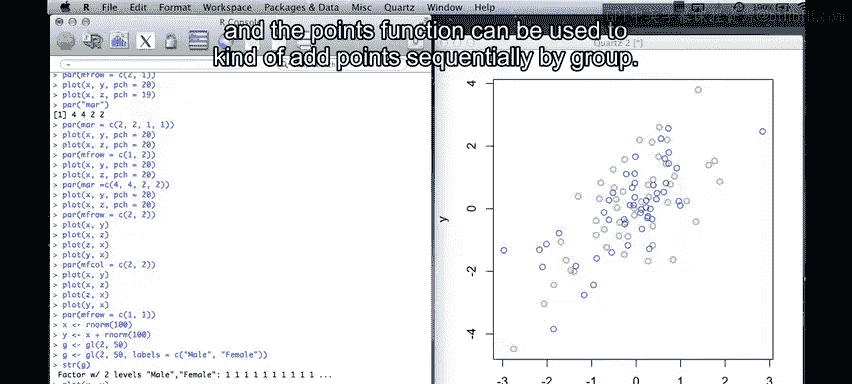 R File Edit Format Workspace Packages & Data Misc Quartz Window Help
R Console
Quartz 2 [*]
and the points function can be used to
kind of add points sequentially by group.
> par(mfrow = c(2, 1))
> plot(x, y, pch = 20)
> plot(x, z, pch = 19)
> par("mar")
[1] 4 4 2 2
> par(mar = c(2, 2, 1, 1))
> plot(x, y, pch = 20)
> plot(x, z, pch = 20)
> par(mfrow = c(1, 2))
> plot(x, y, pch = 20)
> plot(x, z, pch = 20)
> par(mar =c(4, 4, 2, 2))
> plot(x, y, pch = 20)
> plot(x, z, pch = 20)
> par(mfrow = c(2, 2))
> plot(x, y)
> plot(x, z)
> plot(z, x)
> plot(y, x)
> par(mfcol = c(2, 2))
> plot(x, y)
> plot(x, z)
> plot(z, x)
> plot(y, x)
> par(mfrow = c(1, 1))
> x <- rnorm(100)
> y <- x + rnorm(100)
> g <- gl(2, 50)
> g <- gl(2, 50, labels = c("Male", "Female"))
> str(g)
Factor w/ 2 levels "Male","Female": 1 1 1 1 1 1 1 1 1 1 ...
y
4
2
0
-2
-4
-3 -2 -1 0 1 2 3